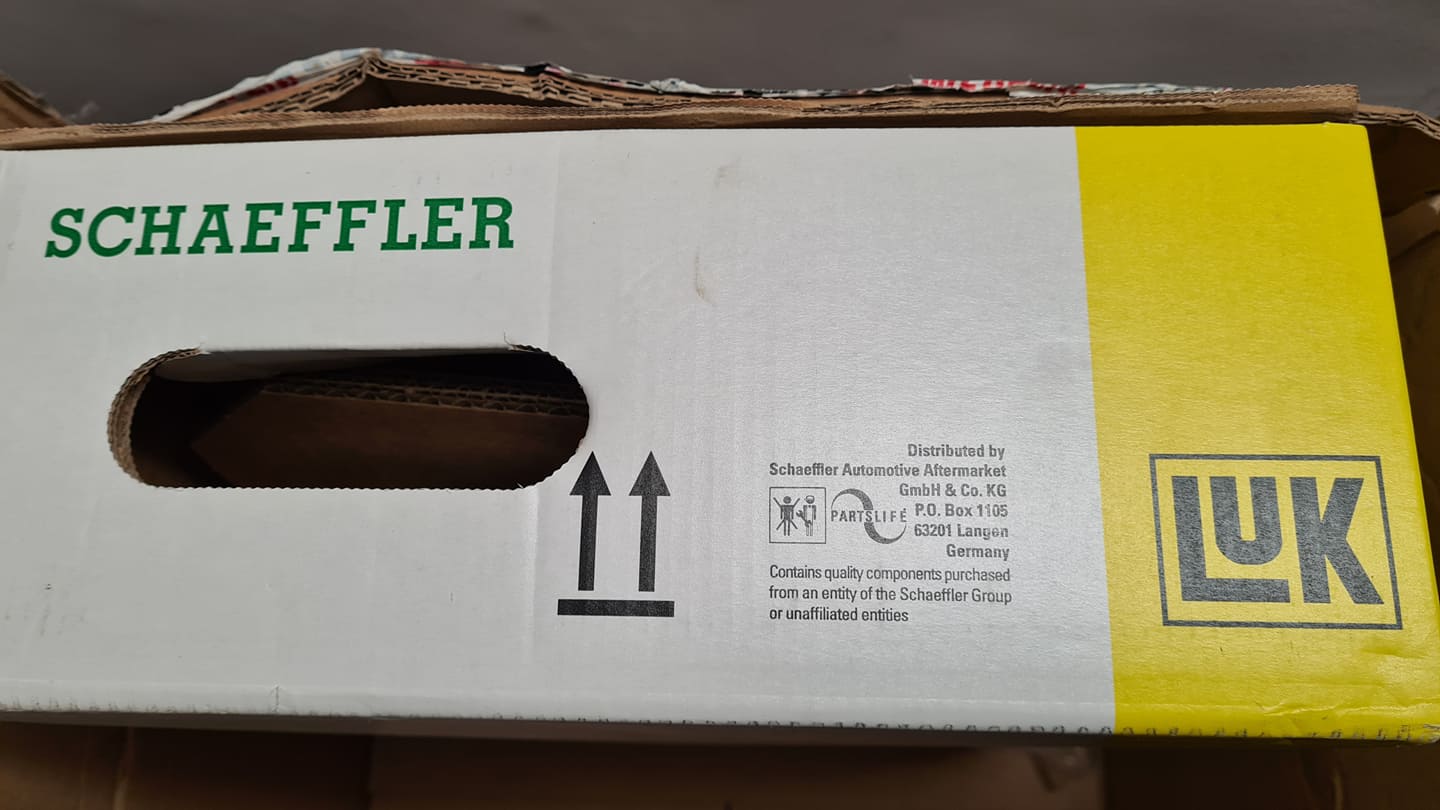 SCHAEFFLER
Distributed by
Schaeffler Automotive Aftermarket
GmbH & Co. KG
P.O. Box 1105
63201 Langen
Germany
PARTSLIFE
Contains quality components purchased
from an entity of the Schaeffler Group
or unaffiliated entities
LUK